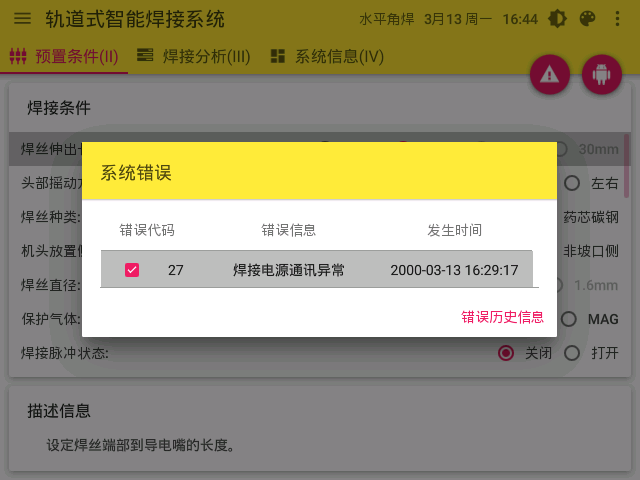 轨道式智能焊接系统
水平角焊 3月13 周一 16:44
预置条件(II) 焊接分析(III) 系统信息(IV)
焊接条件
焊丝伸出 30mm
头部摇动 左右
焊丝种类: 药芯碳钢
机头放置 非坡口侧
焊丝直径: 1.6mm
保护气体: MAG
焊接脉冲状态: 关闭 打开
系统错误
错误代码 错误信息 发生时间
27 焊接电源通讯异常 2000-03-13 16:29:17
错误历史信息
描述信息
设定焊丝端部到导电嘴的长度。